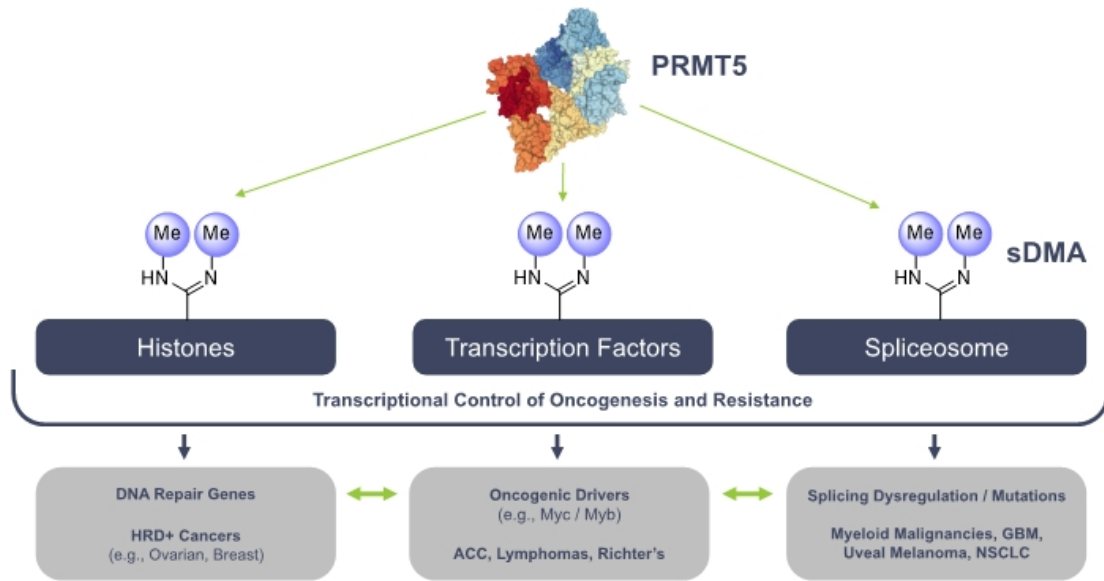 PRMT5
Me Me
HN N
Me Me
HN N
Me Me
HN N
sDMA
Histones
Transcription Factors
Spliceosome
Transcriptional Control of Oncogenesis and Resistance
DNA Repair Genes
HRD+ Cancers
(e.g., Ovarian, Breast)
Oncogenic Drivers
(e.g., Myc / Myb)
ACC, Lymphomas, Richter's
Splicing Dysregulation / Mutations
Myeloid Malignancies, GBM,
Uveal Melanoma, NSCLC